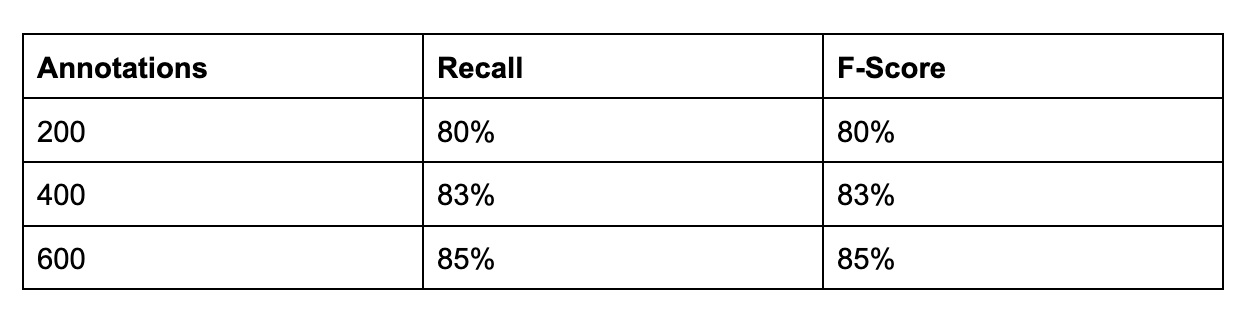 Annotations Recall F-Score
200 80% 80%
400 83% 83%
600 85% 85%